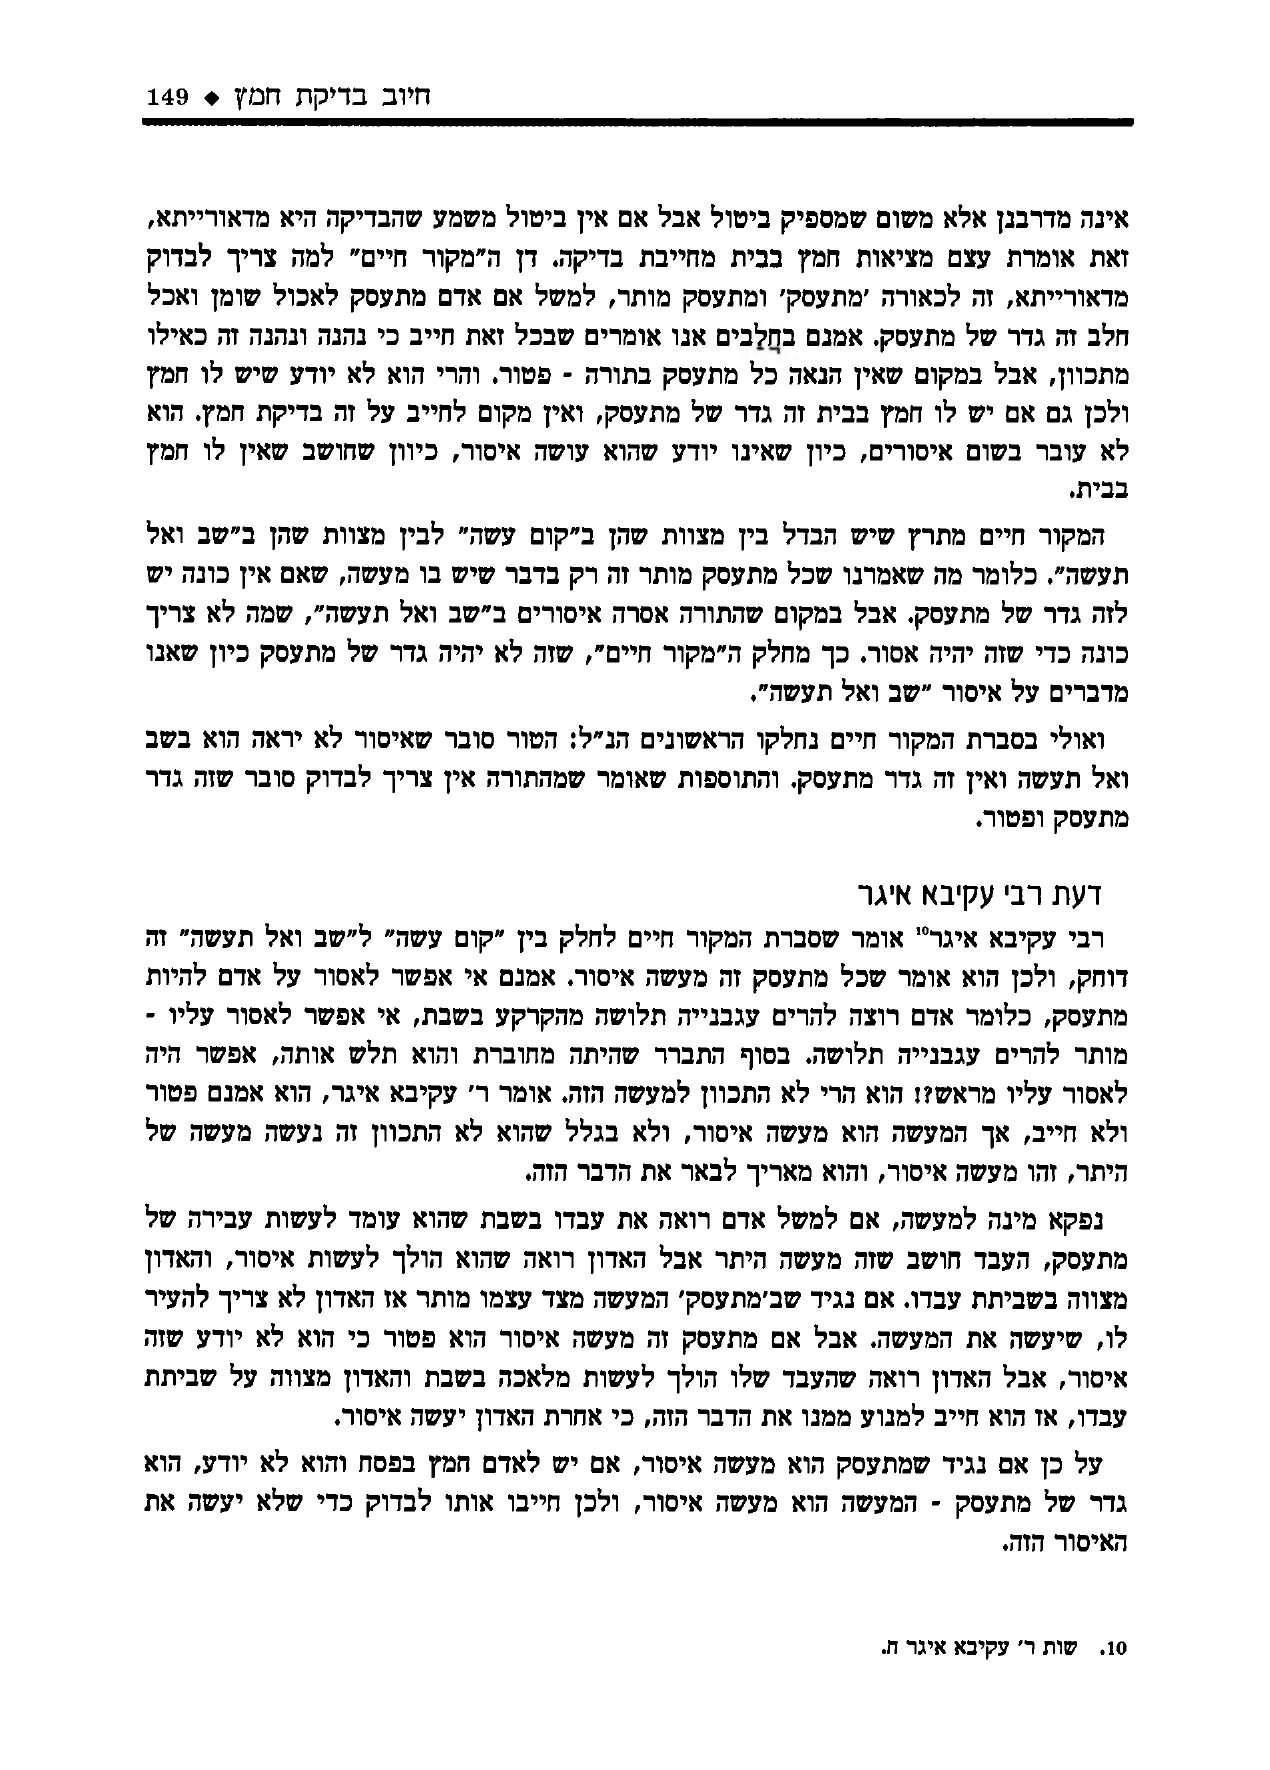 חיוב בדיקת חמץ ◆ 149
אינה מדרבנן אלא משום שמספיק ביטול אבל אם אין ביטול משמע שהבדיקה היא מדאורייתא,
זאת אומרת עצם מציאות חמץ בבית מחייבת בדיקה. דן ה"מקור חיים" למה צריך לבדוק
מדאורייתא, זה לכאורה 'מתעסק' ומתעסק מותר, למשל אם אדם מתעסק לאכול שומן ואכל
חלב זה גדר של מתעסק. אמנם בחֲלָבים אנו אומרים שבכל זאת חייב כי נהנה ונהנה זה כאילו
מתכוון, אבל במקום שאין הנאה כל מתעסק בתורה - פטור. והרי הוא לא יודע שיש לו חמץ
ולכן גם אם יש לו חמץ בבית זה גדר של מתעסק, ואין מקום לחייב על זה בדיקת חמץ. הוא
לא עובר בשום איסורים, כיון שאינו יודע שהוא עושה איסור, כיוון שחושב שאין לו חמץ
בבית.
המקור חיים מתרץ שיש הבדל בין מצוות שהן ב"קום עשה" לבין מצוות שהן ב"שב ואל
תעשה". כלומר מה שאמרנו שכל מתעסק מותר זה רק בדבר שיש בו מעשה, שאם אין כונה יש
לזה גדר של מתעסק. אבל במקום שהתורה אסרה איסורים ב"שב ואל תעשה", שמה לא צריך
כונה כדי שזה יהיה אסור. כך מחלק ה"מקור חיים", שזה לא יהיה גדר של מתעסק כיון שאנו
מדברים על איסור "שב ואל תעשה".
ואולי בסברת המקור חיים נחלקו הראשונים הנ"ל: הטור סובר שאיסור לא יראה הוא בשב
ואל תעשה ואין זה גדר מתעסק. והתוספות שאומר שמהתורה אין צריך לבדוק סובר שזה גדר
מתעסק ופטור.
דעת רבי עקיבא איגר
רבי עקיבא איגר¹⁰ אומר שסברת המקור חיים לחלק בין "קום עשה" ל"שב ואל תעשה" זה
דוחק, ולכן הוא אומר שכל מתעסק זה מעשה איסור. אמנם אי אפשר לאסור על אדם להיות
מתעסק, כלומר אדם רוצה להרים עגבנייה תלושה מהקרקע בשבת, אי אפשר לאסור עליו -
מותר להרים עגבנייה תלושה. בסוף התברר שהיתה מחוברת והוא תלש אותה, אפשר היה
לאסור עליו מראש?! הוא הרי לא התכוון למעשה הזה. אומר ר' עקיבא איגר, הוא אמנם פטור
ולא חייב, אך המעשה הוא מעשה איסור, ולא בגלל שהוא לא התכוון זה נעשה מעשה של
היתר, זהו מעשה איסור, והוא מאריך לבאר את הדבר הזה.
נפקא מינה למעשה, אם למשל אדם רואה את עבדו בשבת שהוא עומד לעשות עבירה של
מתעסק, העבד חושב שזה מעשה היתר אבל האדון רואה שהוא הולך לעשות איסור, והאדון
מצווה בשביתת עבדו. אם נגיד שב'מתעסק' המעשה מצד עצמו מותר אז האדון לא צריך להעיר
לו, שיעשה את המעשה. אבל אם מתעסק זה מעשה איסור הוא פטור כי הוא לא יודע שזה
איסור, אבל האדון רואה שהעבד שלו הולך לעשות מלאכה בשבת והאדון מצווה על שביתת
עבדו, אז הוא חייב למנוע ממנו את הדבר הזה, כי אחרת האדון יעשה איסור.
על כן אם נגיד שמתעסק הוא מעשה איסור, אם יש לאדם חמץ בפסח והוא לא יודע, הוא
גדר של מתעסק - המעשה הוא מעשה איסור, ולכן חייבו אותו לבדוק כדי שלא יעשה את
האיסור הזה.
10. שות ר' עקיבא איגר ח.